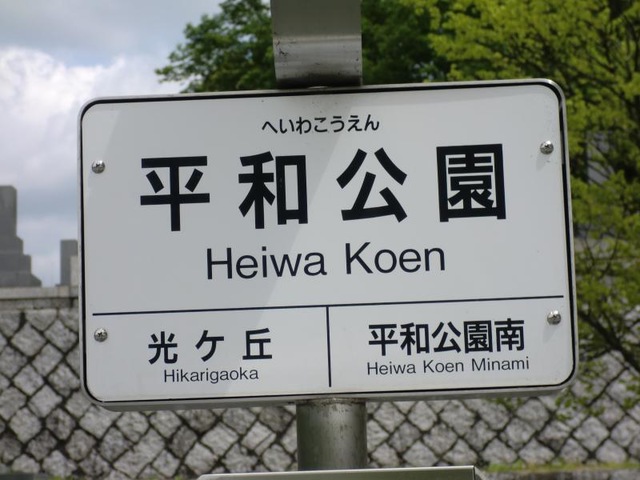 へいわこうえん
平和公園
Heiwa Koen
光ケ丘
Hikarigaoka
平和公園南
Heiwa Koen Minami